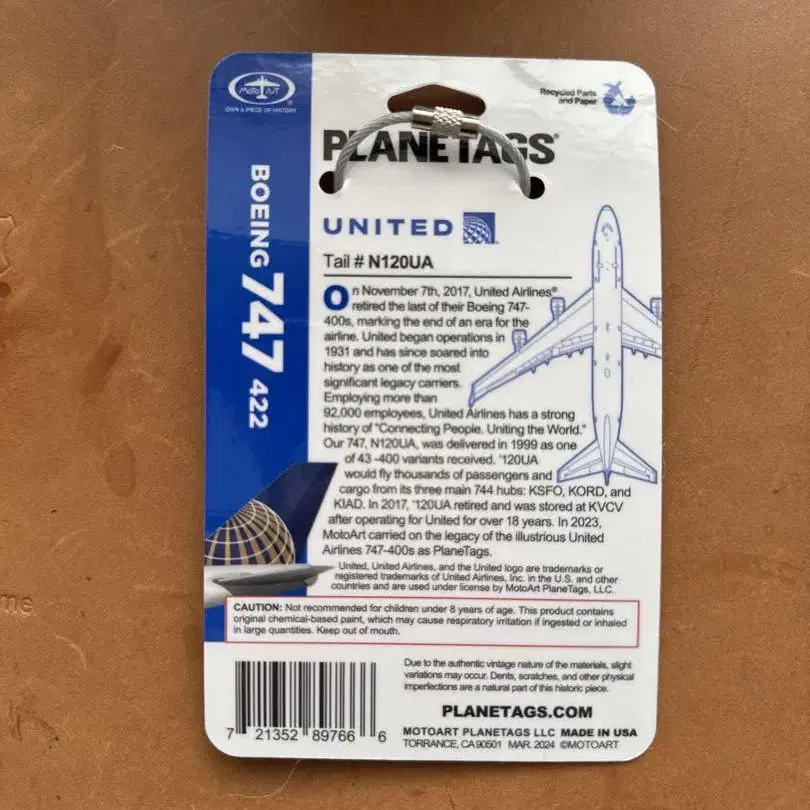 MotoArt
OWN A PIECE OF HISTORY
Recycled Parts
and Paper
PLANETAGS®
BOEING 747 422
UNITED
Tail # N120UA
On November 7th, 2017, United Airlines®
retired the last of their Boeing 747-
400s, marking the end of an era for the
airline. United began operations in
1931 and has since soared into
history as one of the most
significant legacy carriers.
Employing more than
92,000 employees, United Airlines has a strong
history of "Connecting People. Uniting the World."
Our 747, N120UA, was delivered in 1999 as one
of 43 -400 variants received. '120UA
would fly thousands of passengers and
cargo from its three main 744 hubs: KSFO, KORD, and
KIAD. In 2017, '120UA retired and was stored at KVCV
after operating for United for over 18 years. In 2023,
MotoArt carried on the legacy of the illustrious United
Airlines 747-400s as PlaneTags.
United, United Airlines, and the United logo are trademarks or
registered trademarks of United Airlines, Inc. in the U.S. and other
countries and are used under license by MotoArt PlaneTags, LLC.
CAUTION: Not recommended for children under 8 years of age. This product contains
original chemical-based paint, which may cause respiratory irritation if ingested or inhaled
in large quantities. Keep out of mouth.
Due to the authentic vintage nature of the materials, slight
variations may occur. Dents, scratches, and other physical
imperfections are a natural part of this historic piece.
PLANETAGS.COM
7 21352 89766 6
MOTOART PLANETAGS LLC MADE IN USA
TORRANCE, CA 90501 MAR. 2024 ©MOTOART